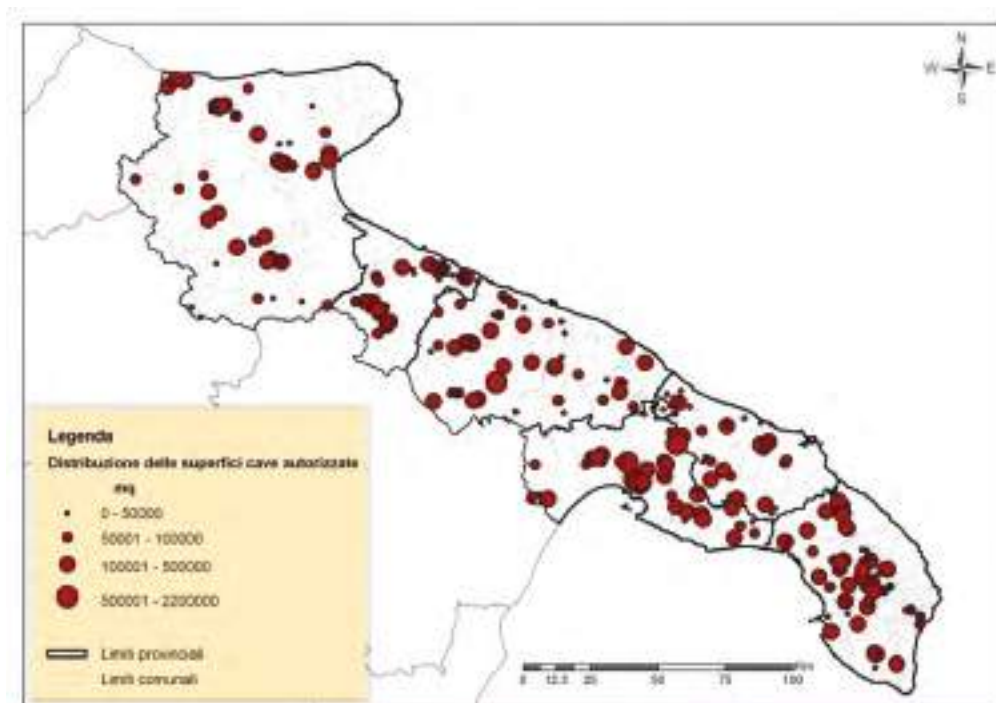 N
W E
S
Legenda
Distribuzione delle superfici cave autorizzate
mq
0 - 50000
50001 - 100000
100001 - 500000
500001 - 2200000
Limiti provinciali
Limiti comunali
Km
0 12,5 25 50 75 100